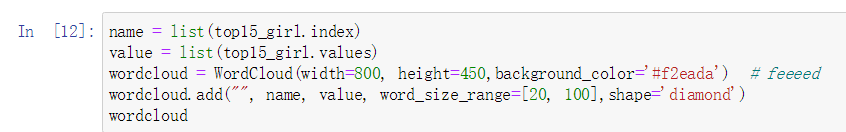 In [12]: name = list(top15_girl.index)
value = list(top15_girl.values)
wordcloud = WordCloud(width=800, height=450,background_color='#f2eada')  # feeeed
wordcloud.add("", name, value, word_size_range=[20, 100],shape='diamond')
wordcloud